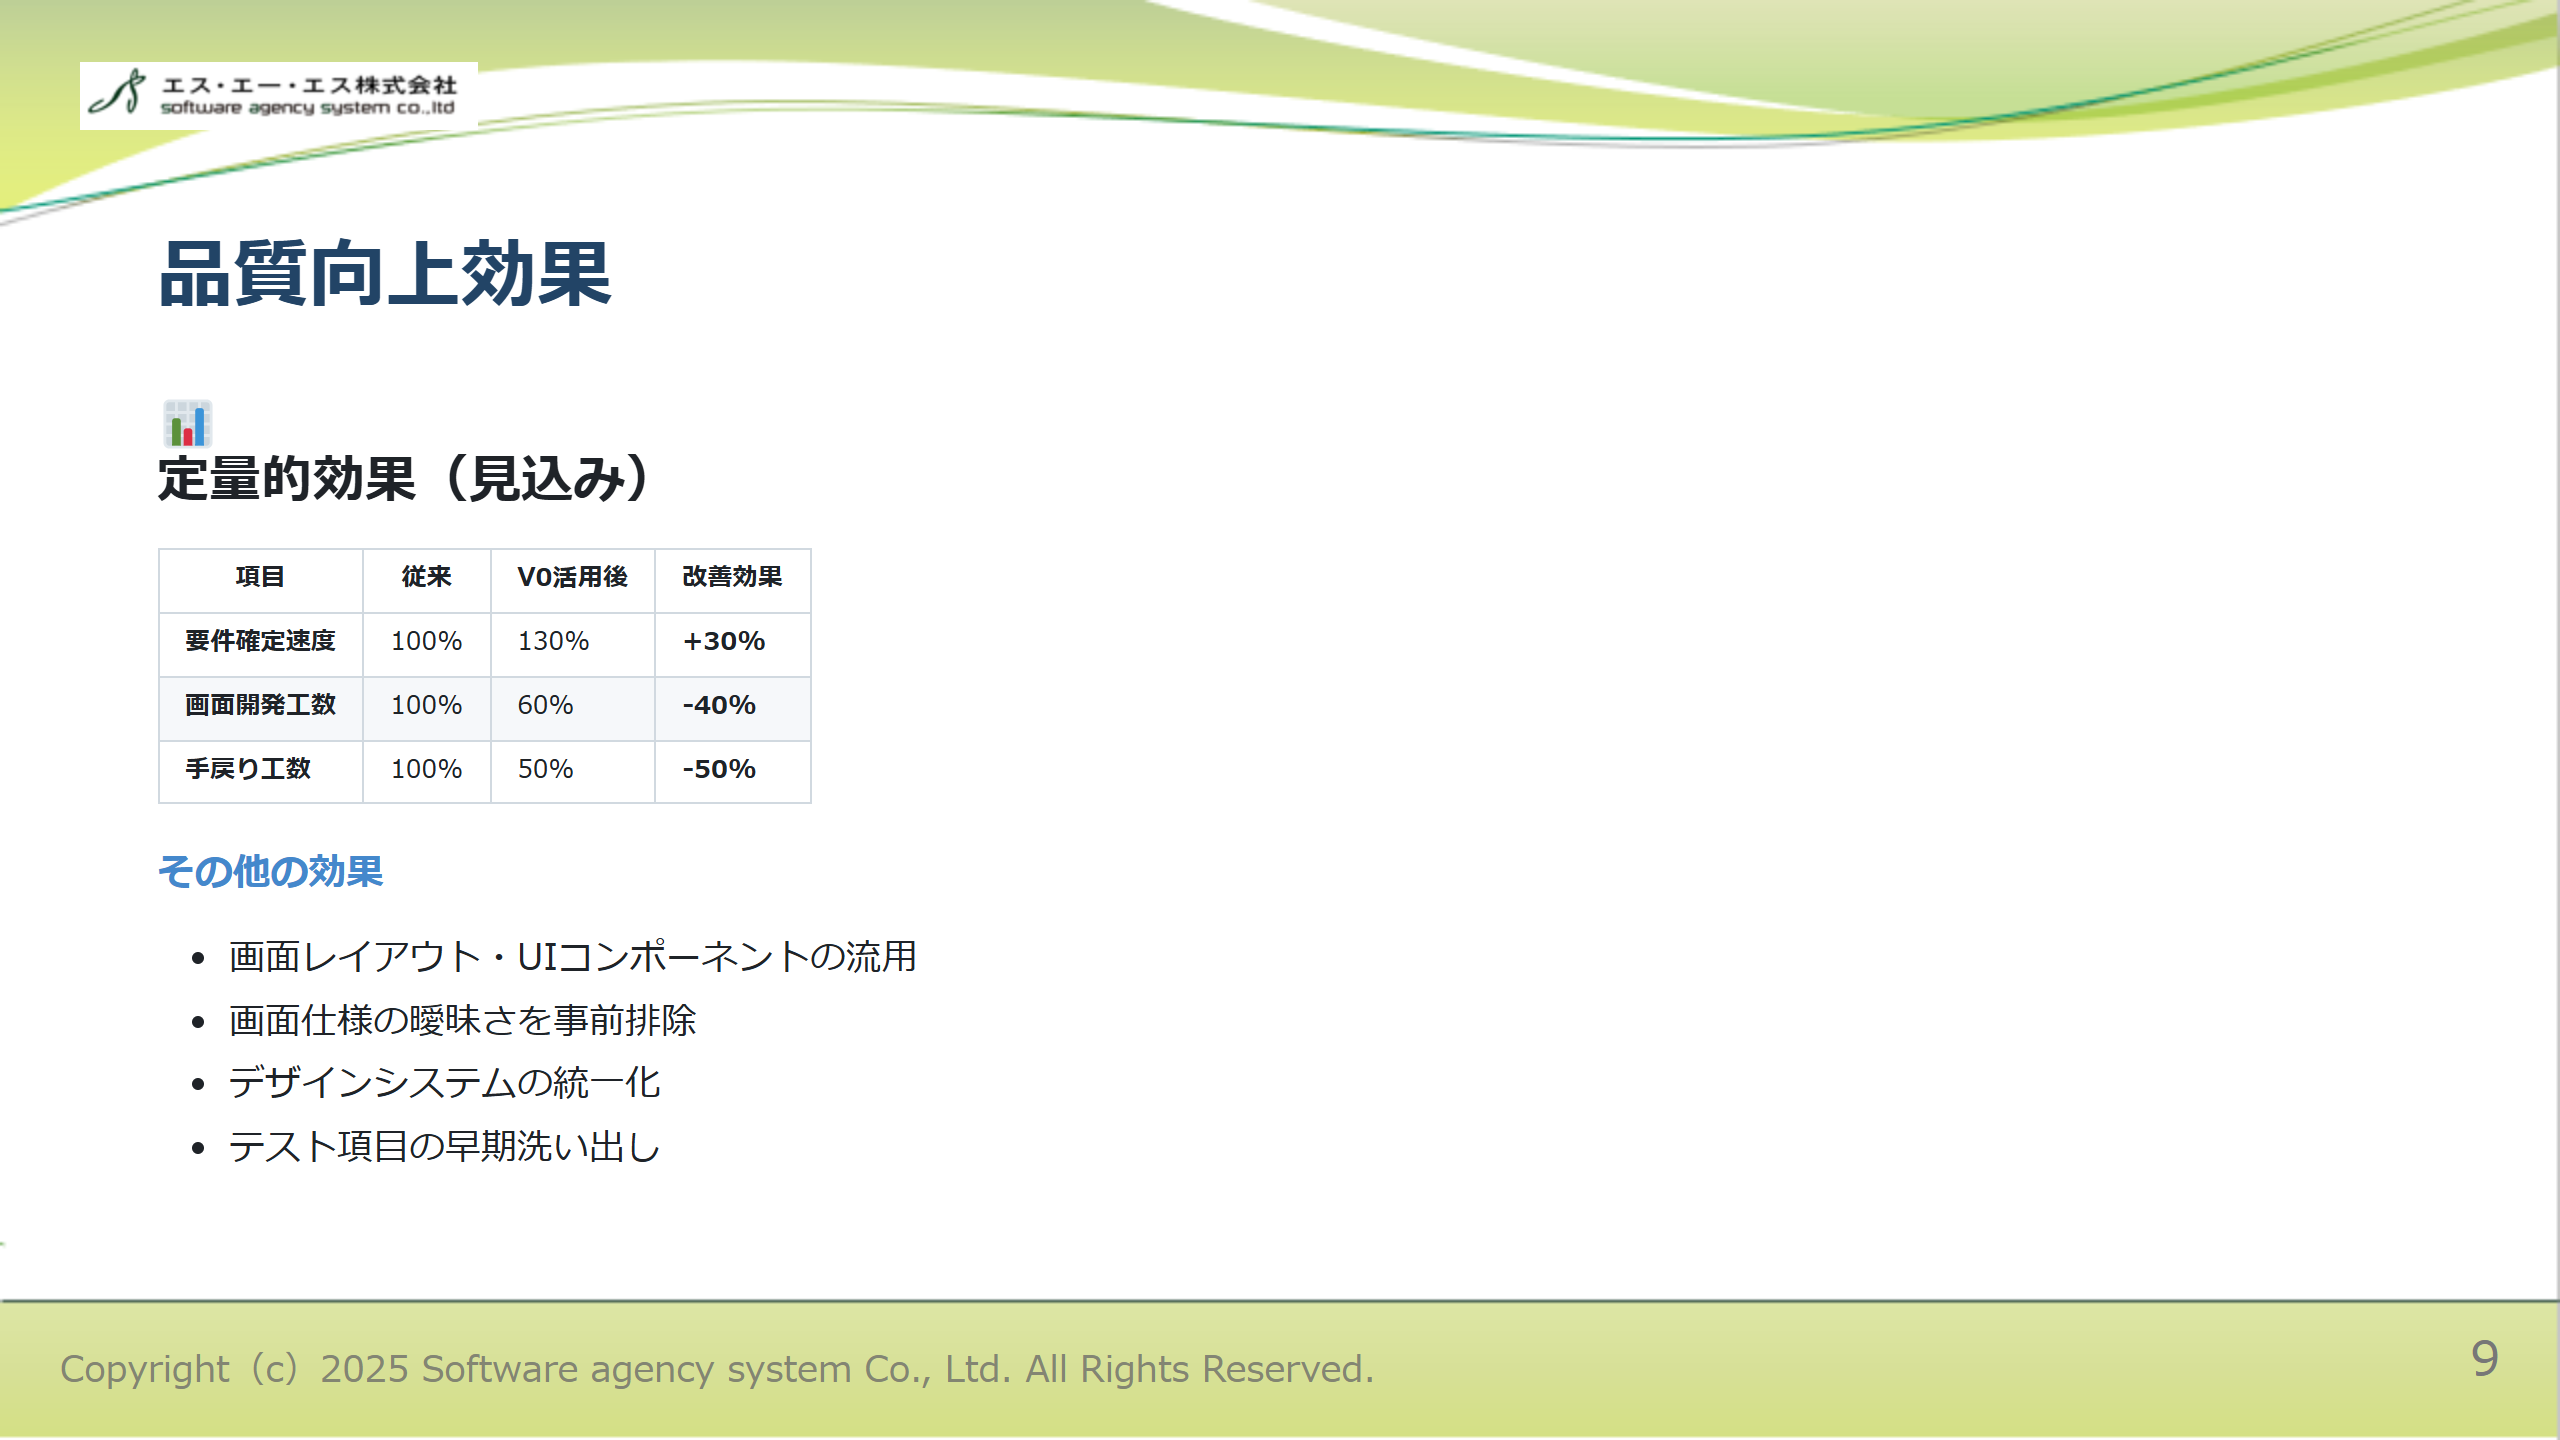 エス・エー・エス株式会社
software agency system co.,ltd
品質向上効果
定量的効果（見込み）
項目 従来 V0活用後 改善効果
要件確定速度 100% 130% +30%
画面開発工数 100% 60% -40%
手戻り工数 100% 50% -50%
その他の効果
• 画面レイアウト・UIコンポーネントの流用
• 画面仕様の曖昧さを事前排除
• デザインシステムの統一化
• テスト項目の早期洗い出し
Copyright（c）2025 Software agency system Co., Ltd. All Rights Reserved.
9